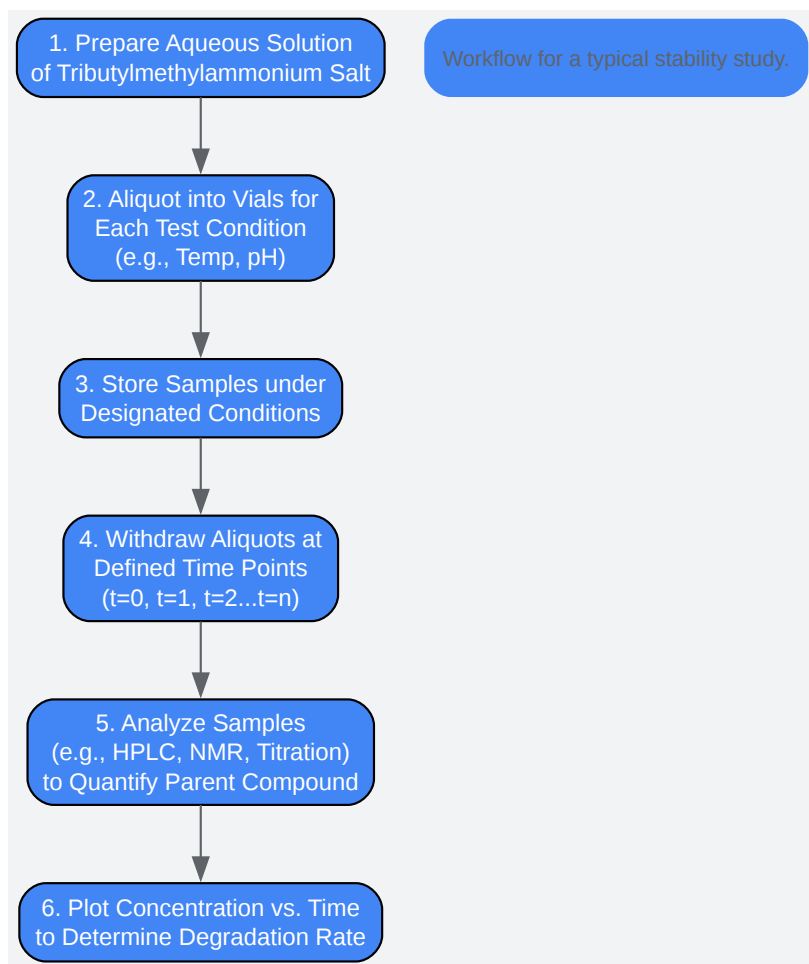 1. Prepare Aqueous Solution
of Tributylmethylammonium Salt
Workflow for a typical stability study.
2. Aliquot into Vials for
Each Test Condition
(e.g., Temp, pH)
3. Store Samples under
Designated Conditions
4. Withdraw Aliquots at
Defined Time Points
(t=0, t=1, t=2...t=n)
5. Analyze Samples
(e.g., HPLC, NMR, Titration)
to Quantify Parent Compound
6. Plot Concentration vs. Time
to Determine Degradation Rate